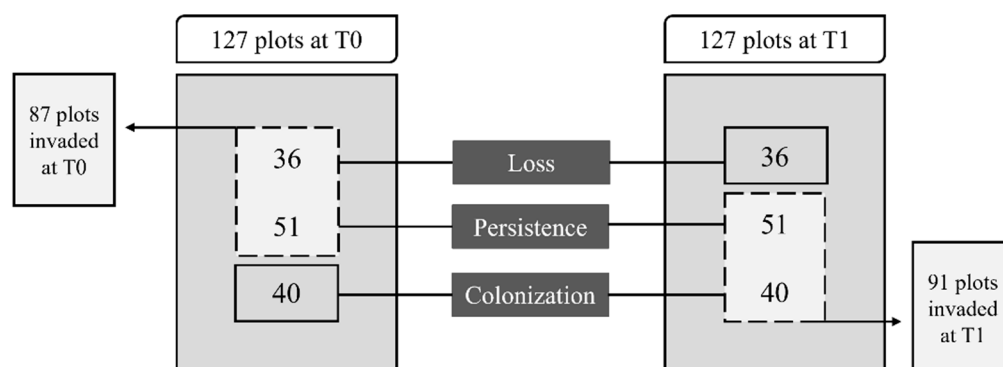 127 plots at T0
127 plots at T1
87 plots
invaded
at T0
36
Loss
36
51
Persistence
51
40
Colonization
40
91 plots
invaded
at T1